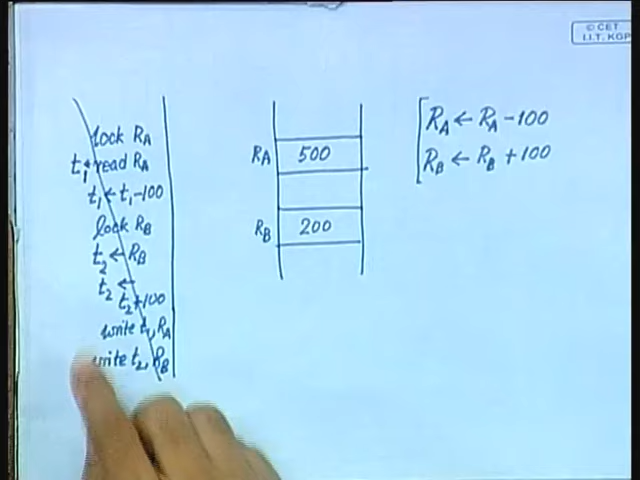 © CET
I.I.T. KGP
lock RA
t1 ← read RA
t1 ← t1 - 100
lock RB
t2 ← RB
t2 ←
t2 + 100
write t1, RA
write t2, RB
RA 500
RB 200
RA ← RA - 100
RB ← RB + 100